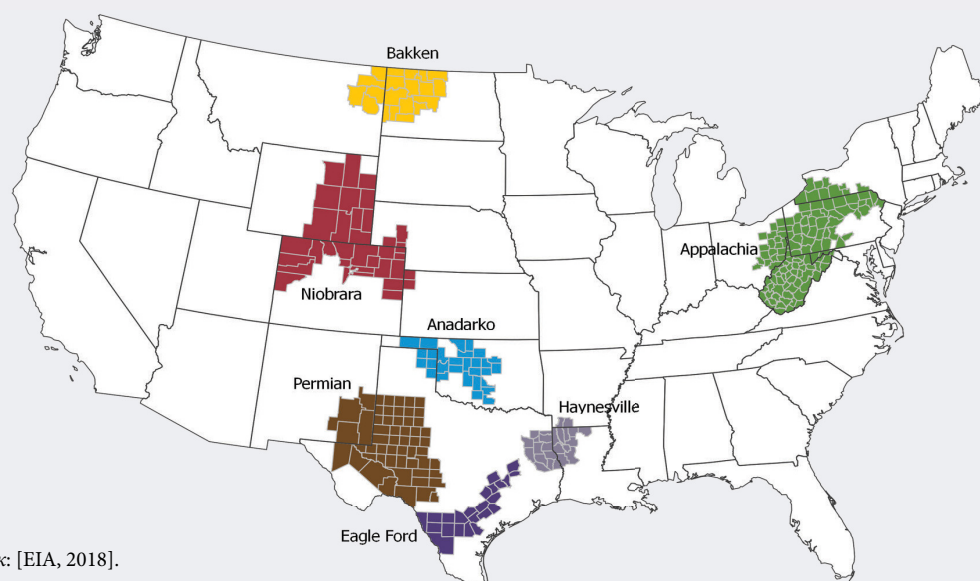 Bakken
Appalachia
Niobrara
Anadarko
Permian
Haynesville
Eagle Ford
: [EIA, 2018].